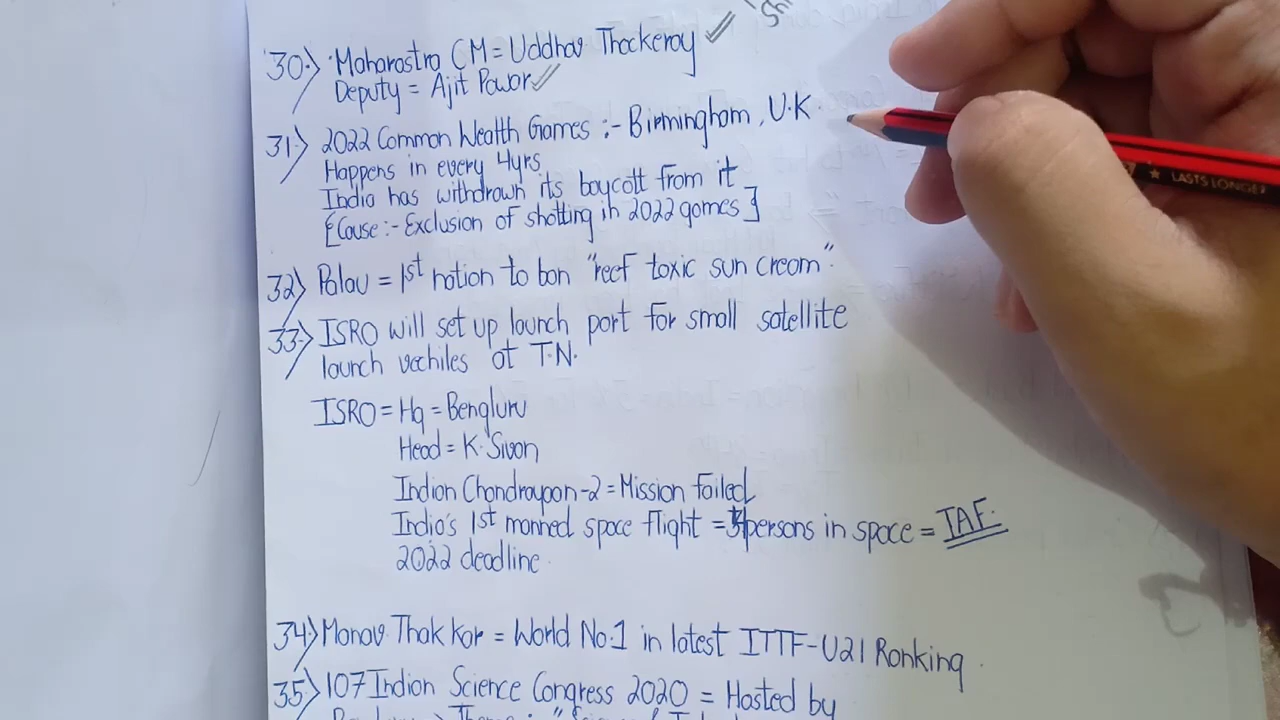 30.) Maharastra CM = Uddhav Thackeray
Deputy = Ajit Pawar
31.) 2022 Common Wealth Games :- Birmingham, U.K.
Happens in every 4yrs
India has withdrawn its boycott from it
[Cause :- Exclusion of shotting in 2022 games]
32.) Palau = 1st nation to ban "reef toxic sun cream"
33.) ISRO will set up launch port for small satellite
launch vechiles at T.N.
ISRO = Hq = Bengluru
Head = K. Sivan
Indian Chandrayan-2 = Mission Failed
India's 1st manned space flight = persons in space = IAF.
2022 deadline
34.) Manav Thakkar = World No.1 in latest ITTF-U21 Ranking.
35.) 107 Indian Science Congress 2020 = Hosted by
LASTS LONGER